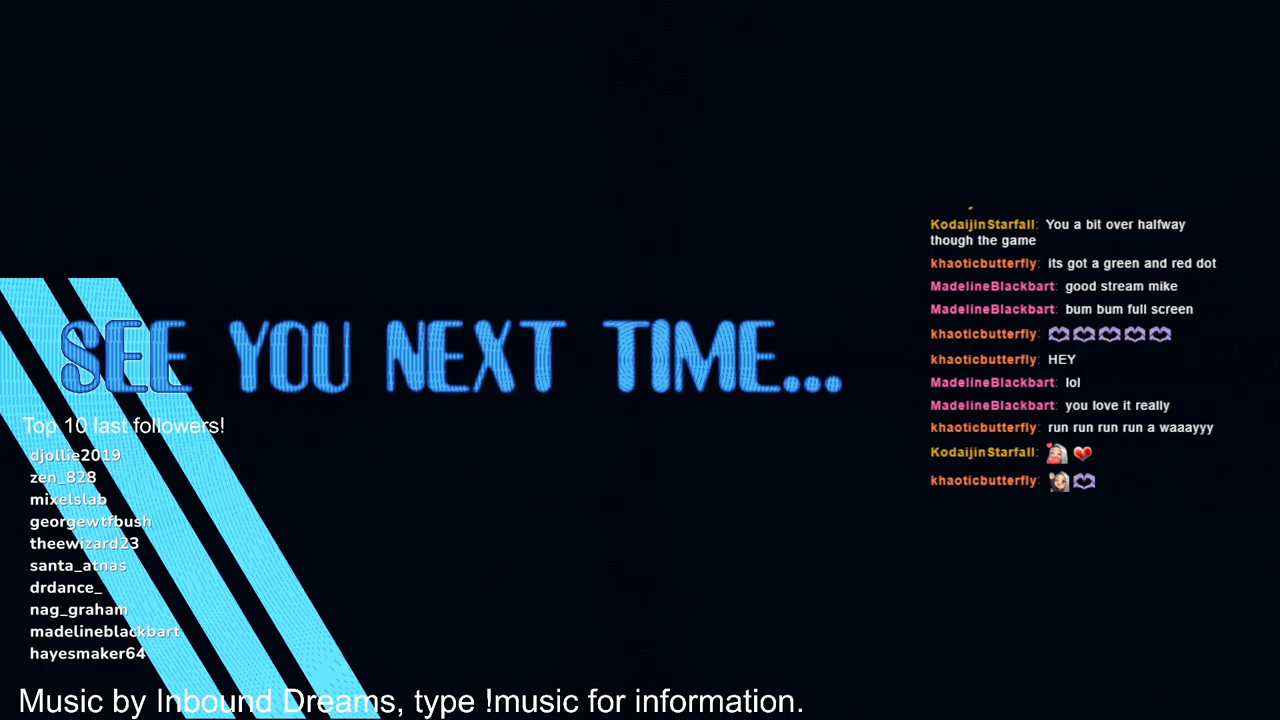 KodaijinStarfall: You a bit over halfway
though the game
khaoticbutterfly: its got a green and red dot
MadelineBlackbart: good stream mike
MadelineBlackbart: bum bum full screen
khaoticbutterfly:
khaoticbutterfly: HEY
MadelineBlackbart: lol
MadelineBlackbart: you love it really
khaoticbutterfly: run run run run a waaayyy
KodaijinStarfall:
khaoticbutterfly:
SEE YOU NEXT TIME...
Top 10 last followers!
djollie2019
zen_828
mixelslab
georgewtfbush
theewizard23
santa_atnas
drdance_
nag_graham
madelineblackbart
hayesmaker64
Music by Inbound Dreams, type !music for information.